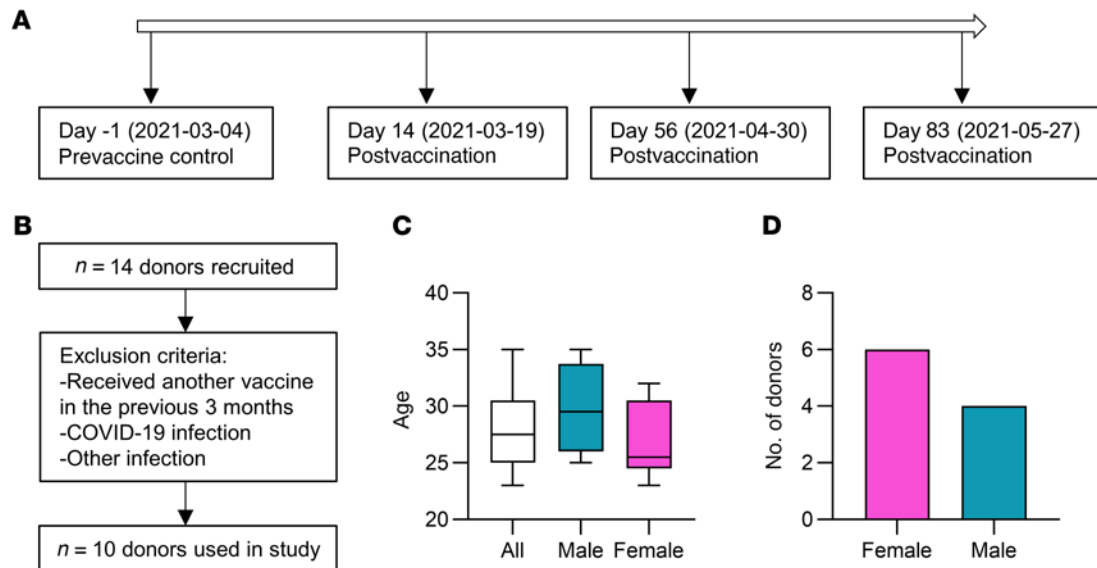 A
Day -1 (2021-03-04)
Prevaccine control
Day 14 (2021-03-19)
Postvaccination
Day 56 (2021-04-30)
Postvaccination
Day 83 (2021-05-27)
Postvaccination
B
n = 14 donors recruited
Exclusion criteria:
-Received another vaccine
in the previous 3 months
-COVID-19 infection
-Other infection
n = 10 donors used in study
C
Age
40
35
30
25
20
All
Male
Female
D
No. of donors
8
6
4
2
0
Female
Male